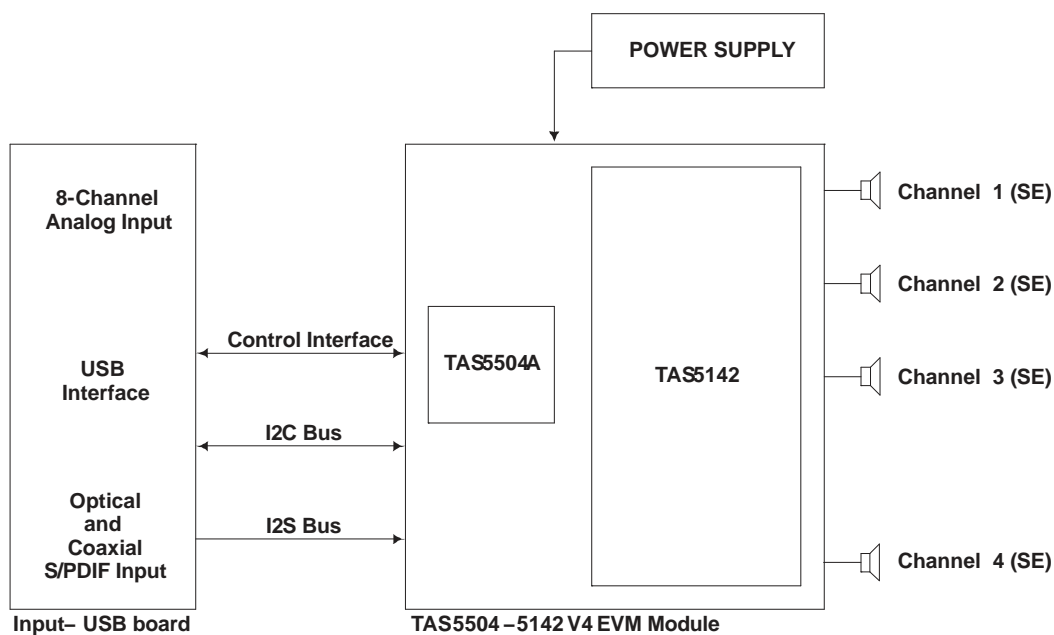 POWER SUPPLY
8-Channel
Analog Input
USB
Interface
Optical
and
Coaxial
S/PDIF Input
Input– USB board
Control Interface
I2C Bus
I2S Bus
TAS5504A
TAS5142
TAS5504–5142 V4 EVM Module
Channel 1 (SE)
Channel 2 (SE)
Channel 3 (SE)
Channel 4 (SE)